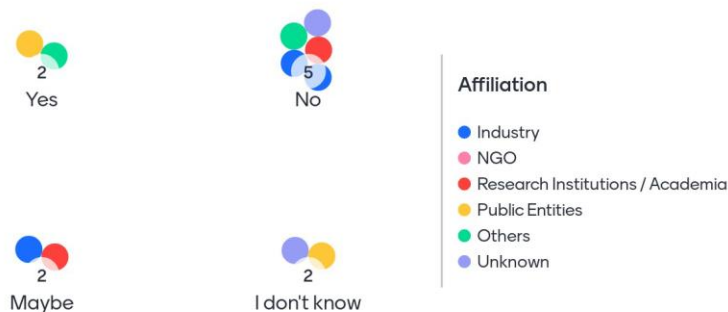 2
Yes
5
No
2
Maybe
2
I don't know
Affiliation
Industry
NGO
Research Institutions / Academia
Public Entities
Others
Unknown